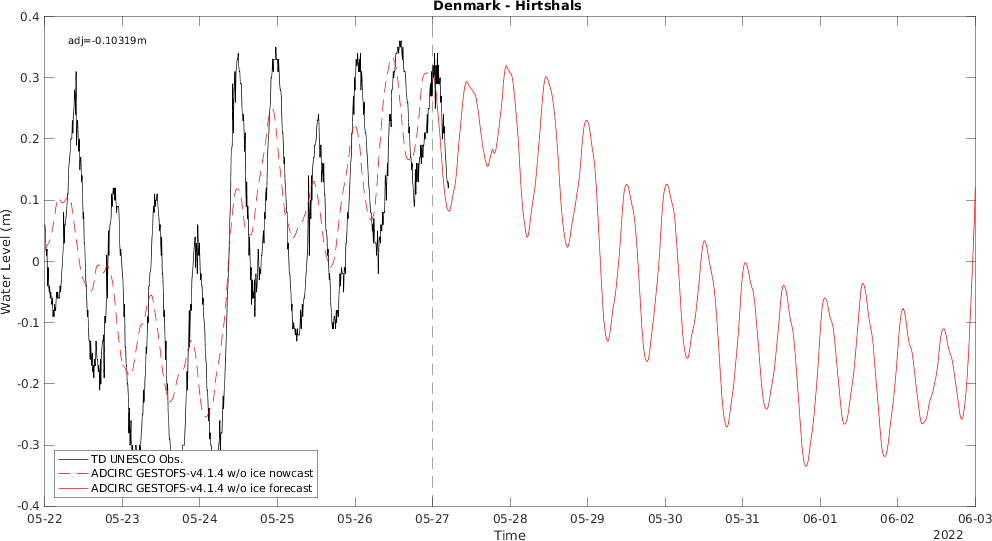 Denmark - Hirtshals
adj=-0.10319m
Water Level (m)
0.4
0.3
0.2
0.1
0
-0.1
-0.2
-0.3
-0.4
TD UNESCO Obs.
ADCIRC GESTOFS-v4.1.4 w/o ice nowcast
ADCIRC GESTOFS-v4.1.4 w/o ice forecast
05-22 05-23 05-24 05-25 05-26 05-27 05-28 05-29 05-30 05-31 06-01 06-02 06-03
Time
2022